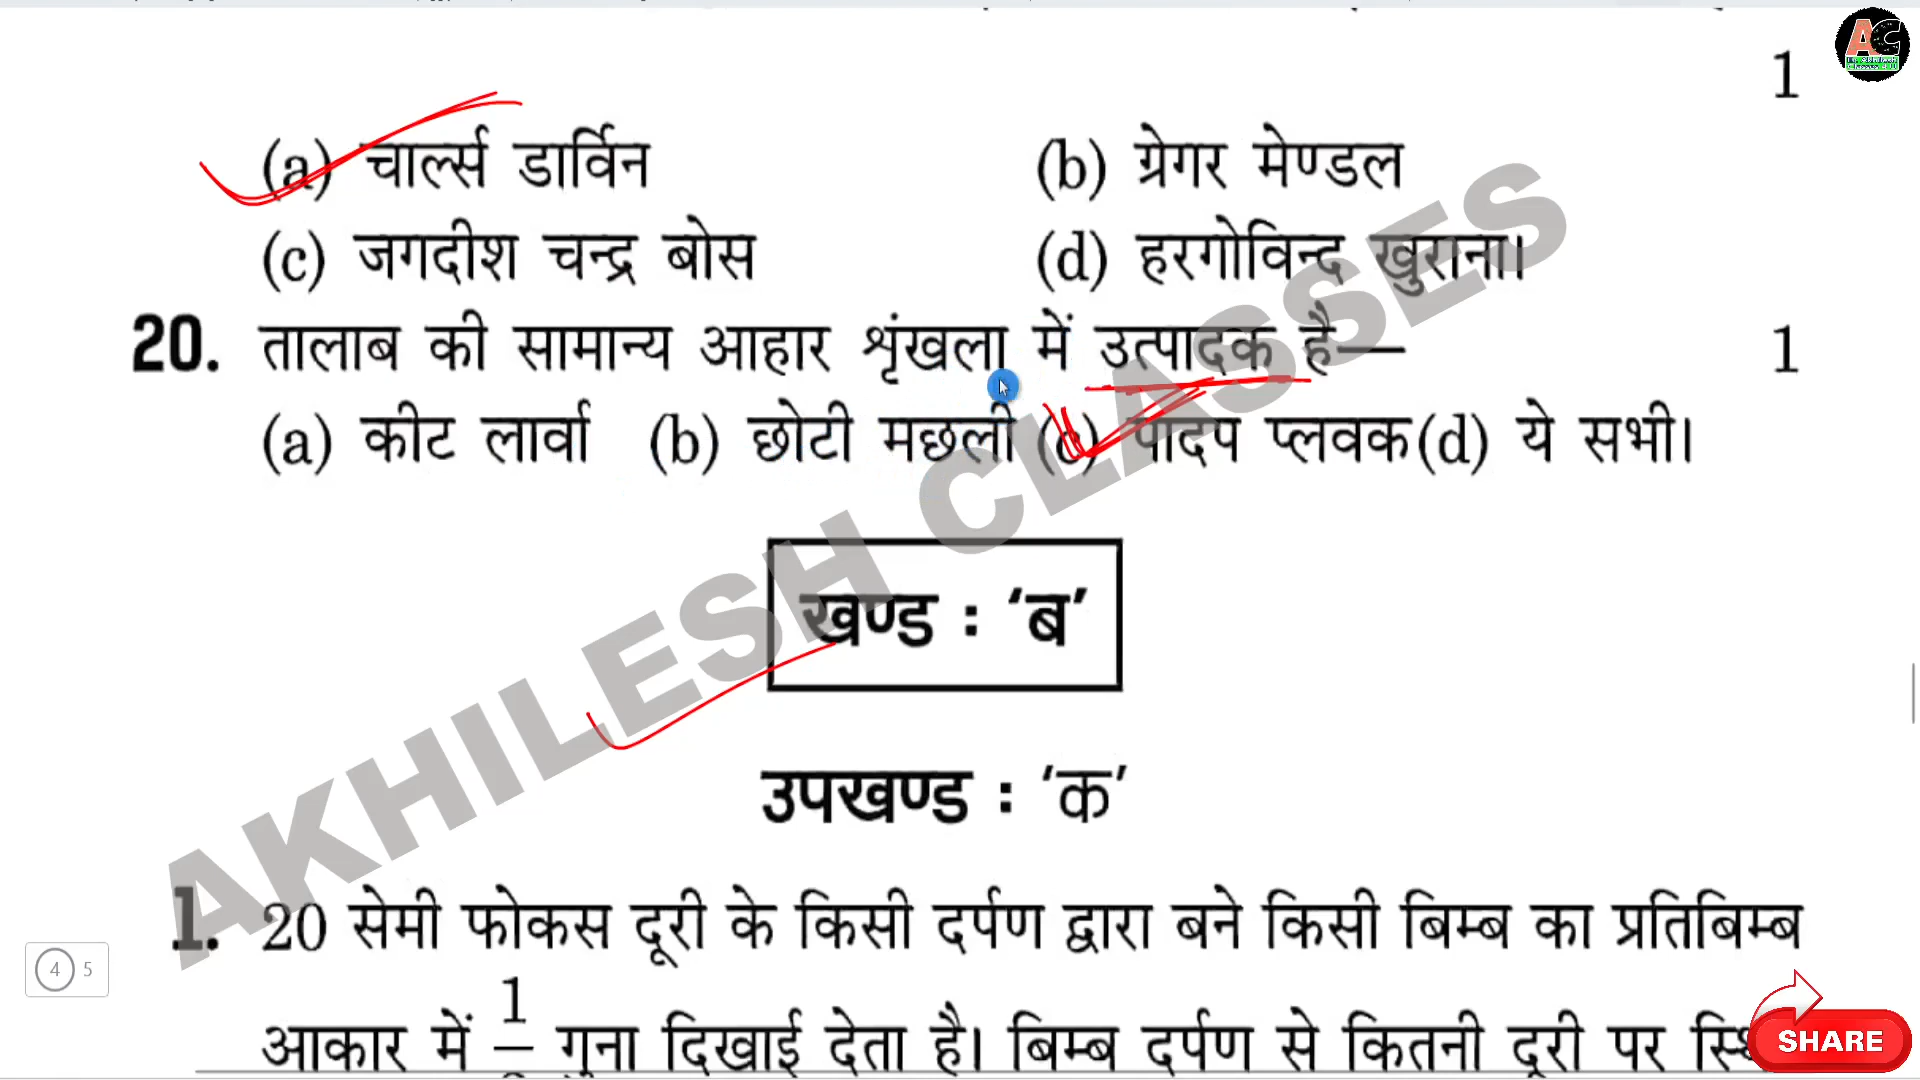 1
(a) चार्ल्स डार्विन (b) ग्रेगर मेण्डल
(c) जगदीश चन्द्र बोस (d) हरगोविन्द खुराना।
20. तालाब की सामान्य आहार शृंखला में उत्पादक है— 1
(a) कीट लार्वा (b) छोटी मछली (c) पादप प्लवक (d) ये सभी।
खण्ड : ‘ब’
उपखण्ड : ‘क’
1. 20 सेमी फोकस दूरी के किसी दर्पण द्वारा बने किसी बिम्ब का प्रतिबिम्ब
आकार में 1 गुना दिखाई देता है। बिम्ब दर्पण से कितनी दूरी पर
AKHILESH CLASSES
AC
4 5
SHARE